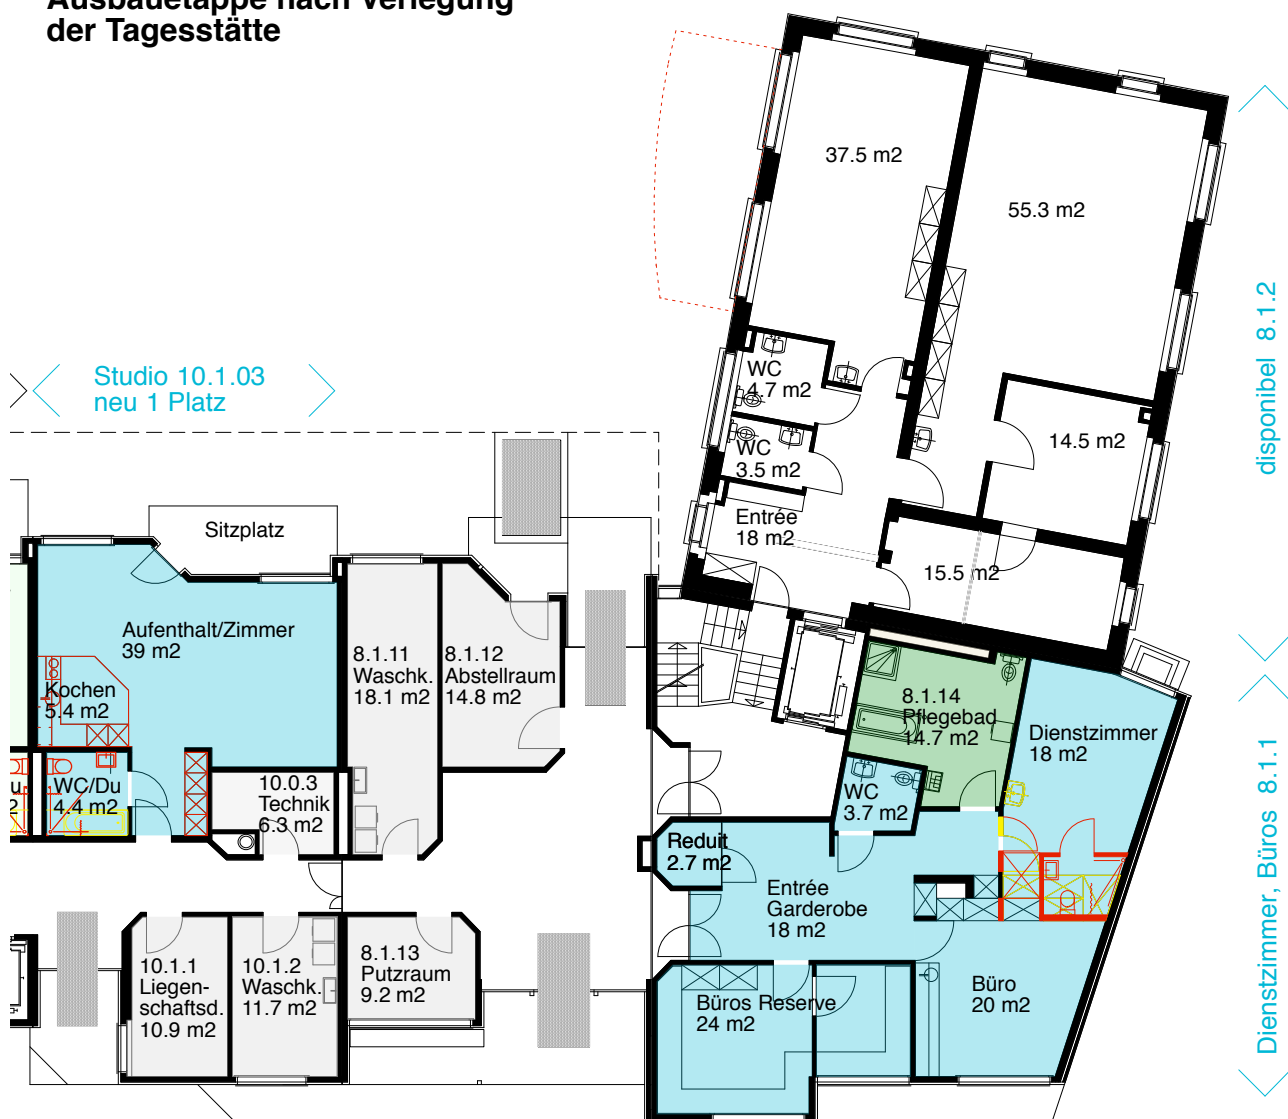 Ausbauetappe nach Verlegung
der Tagesstätte
37.5 m2
55.3 m2
disponibel 8.1.2
Studio 10.1.03
neu 1 Platz
WC
4.7 m2
WC
3.5 m2
14.5 m2
Entrée
18 m2
15.5 m2
Sitzplatz
Aufenthalt/Zimmer
39 m2
Kochen
5.4 m2
8.1.11
Waschk.
18.1 m2
8.1.12
Abstellraum
14.8 m2
8.1.14
Pflegebad
14.7 m2
Dienstzimmer
18 m2
WC/Du
4.4 m2
10.0.3
Technik
6.3 m2
WC
3.7 m2
Reduit
2.7 m2
Entrée
Garderobe
18 m2
Dienstzimmer, Büros 8.1.1
10.1.1
Liegen-
schaftsd.
10.9 m2
10.1.2
Waschk.
11.7 m2
8.1.13
Putzraum
9.2 m2
Büros Reserve
24 m2
Büro
20 m2